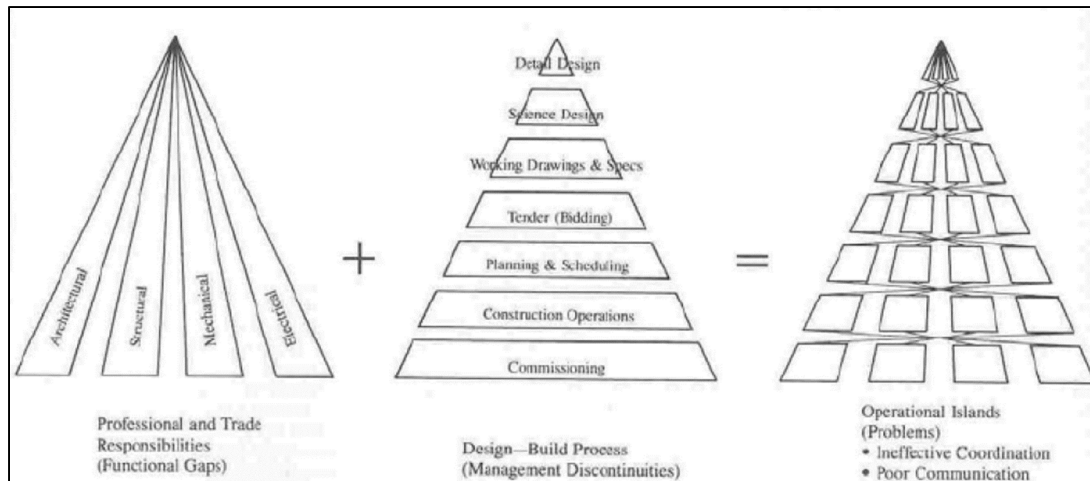 Architectural
Structural
Mechanical
Electrical
Professional and Trade
Responsibilities
(Functional Gaps)
+
Detail Design
Science Design
Working Drawings & Specs
Tender (Bidding)
Planning & Scheduling
Construction Operations
Commissioning
Design—Build Process
(Management Discontinuities)
=
Operational Islands
(Problems)
• Ineffective Coordination
• Poor Communication